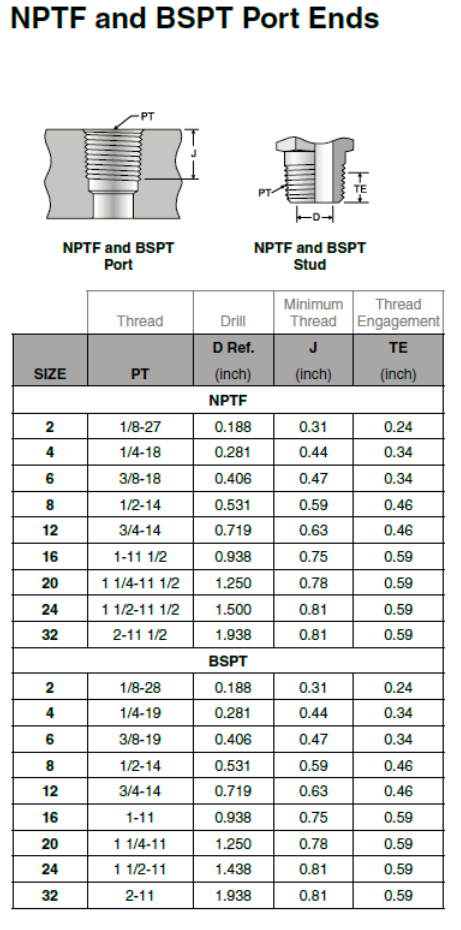 NPTF and BSPT Port Ends
PT
J
PT
TE
D
NPTF and BSPT
Port
NPTF and BSPT
Stud
Thread Drill Minimum Thread Thread Engagement
SIZE PT D Ref. (inch) J (inch) TE (inch)
NPTF
2 1/8-27 0.188 0.31 0.24
4 1/4-18 0.281 0.44 0.34
6 3/8-18 0.406 0.47 0.34
8 1/2-14 0.531 0.59 0.46
12 3/4-14 0.719 0.63 0.46
16 1-11 1/2 0.938 0.75 0.59
20 1 1/4-11 1/2 1.250 0.78 0.59
24 1 1/2-11 1/2 1.500 0.81 0.59
32 2-11 1/2 1.938 0.81 0.59
BSPT
2 1/8-28 0.188 0.31 0.24
4 1/4-19 0.281 0.44 0.34
6 3/8-19 0.406 0.47 0.34
8 1/2-14 0.531 0.59 0.46
12 3/4-14 0.719 0.63 0.46
16 1-11 0.938 0.75 0.59
20 1 1/4-11 1.250 0.78 0.59
24 1 1/2-11 1.438 0.81 0.59
32 2-11 1.938 0.81 0.59